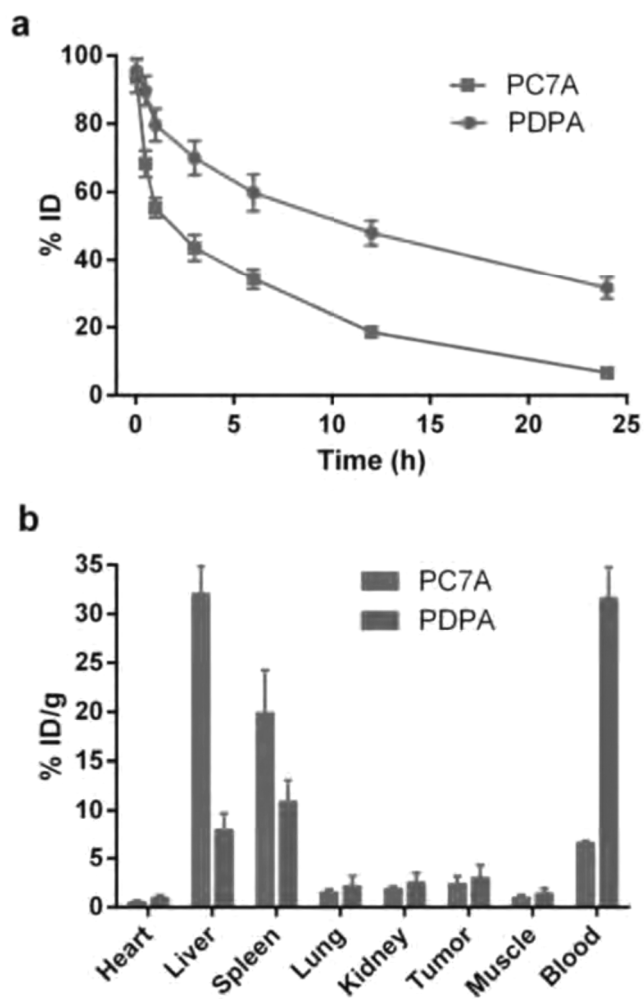 a
100
80
60
40
20
0
% ID
PC7A
PDPA
0 5 10 15 20 25
Time (h)
b
35
30
25
20
15
10
5
0
% ID/g
PC7A
PDPA
Heart Liver Spleen Lung Kidney Tumor Muscle Blood